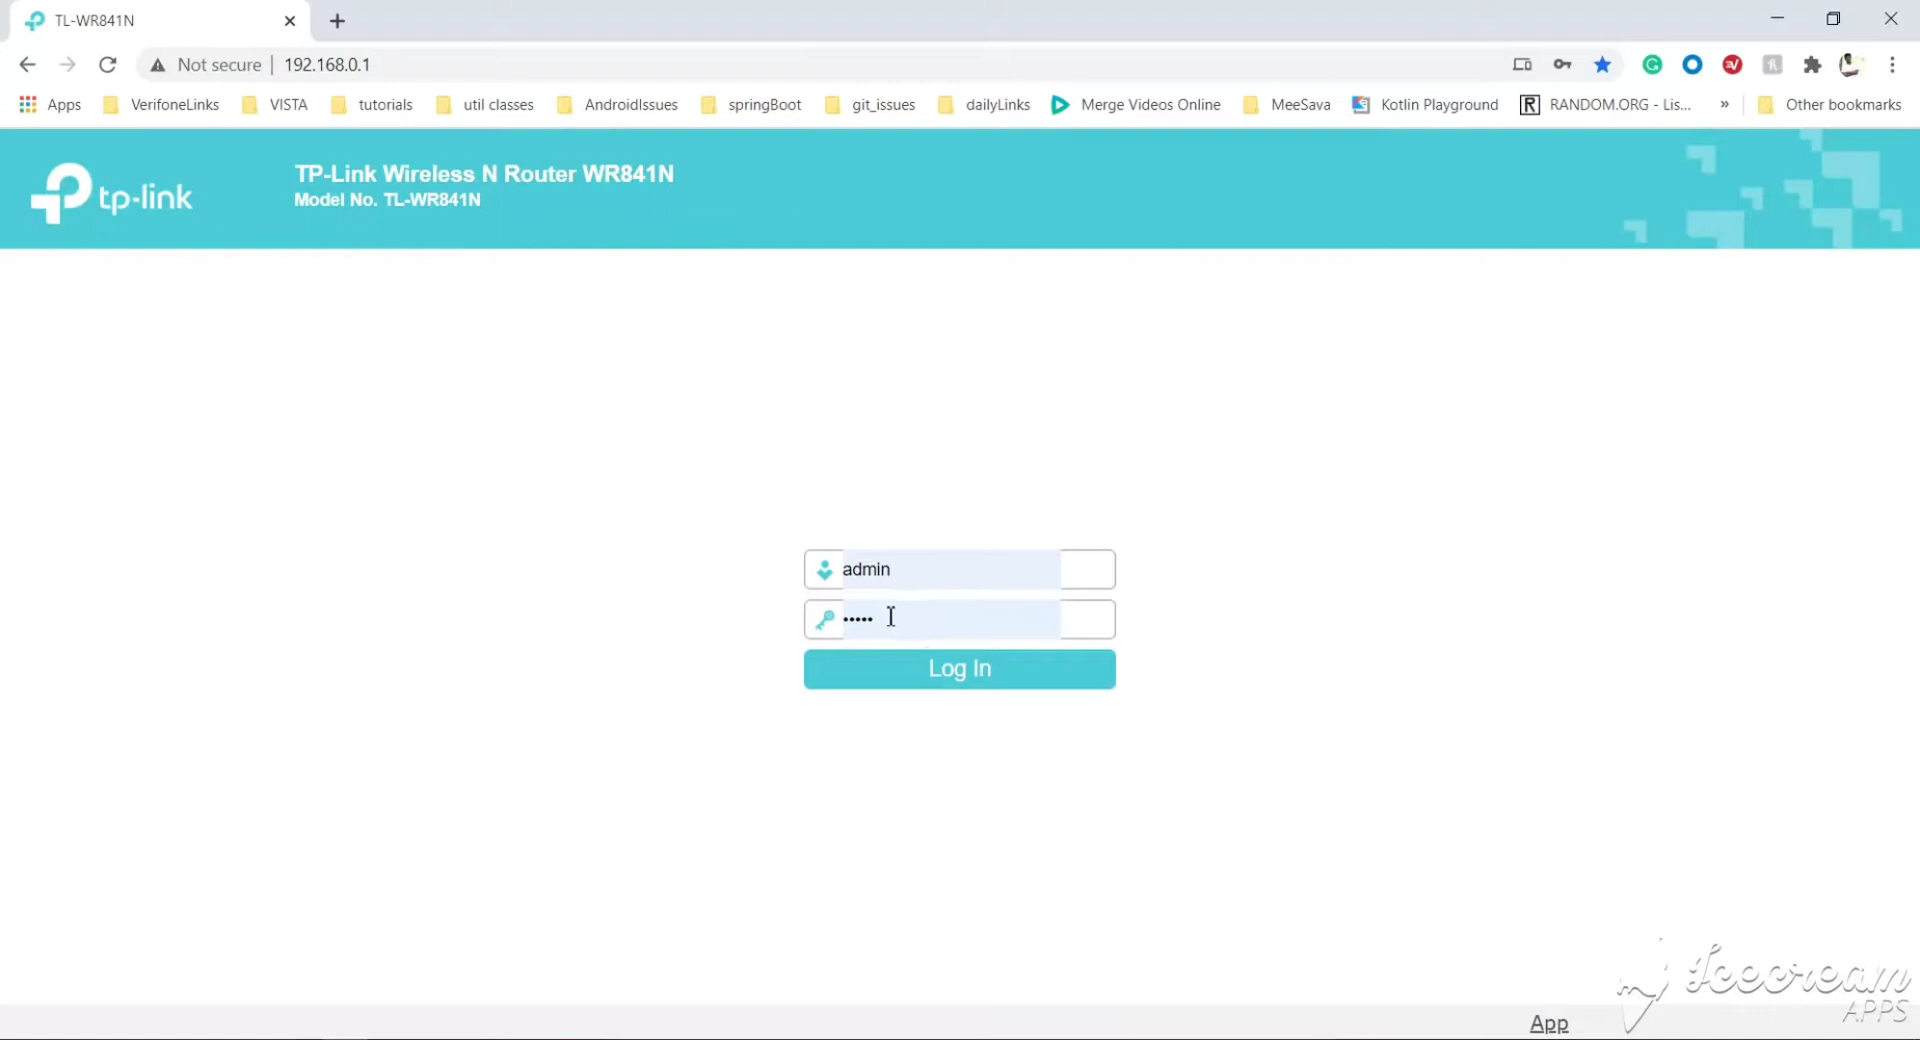 TL-WR841N
Not secure | 192.168.0.1
Apps VerifoneLinks VISTA tutorials util classes AndroidIssues springBoot git_issues dailyLinks Merge Videos Online MeeSava Kotlin Playground RANDOM.ORG - Lis... » Other bookmarks
tp-link
TP-Link Wireless N Router WR841N
Model No. TL-WR841N
admin
•••••
Log In
Icecream
APPS
App